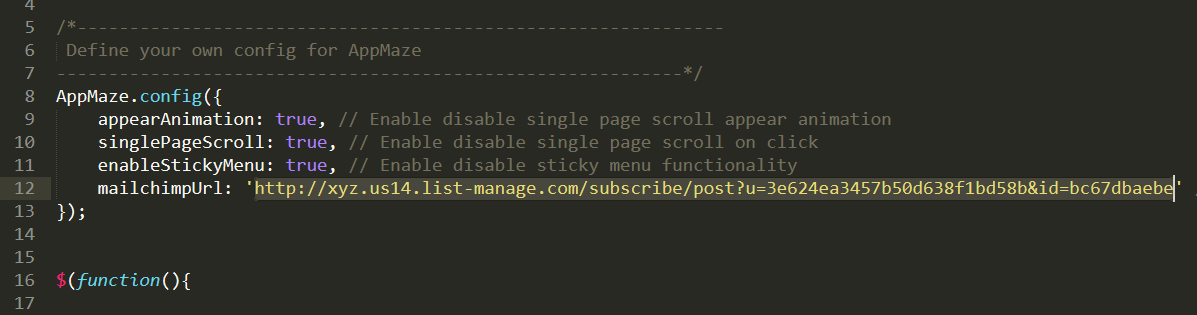 4
5 /*--------------------------------------------------------------
6 Define your own config for AppMaze
7 ------------------------------------------------------------*/
8 AppMaze.config({
9 appearAnimation: true, // Enable disable single page scroll appear animation
10 singlePageScroll: true, // Enable disable single page scroll on click
11 enableStickyMenu: true, // Enable disable sticky menu functionality
12 mailchimpUrl: 'http://xyz.us14.list-manage.com/subscribe/post?u=3e624ea3457b50d638f1bd58b&id=bc67dbaebe'
13 });
14
15
16 $(function(){
17